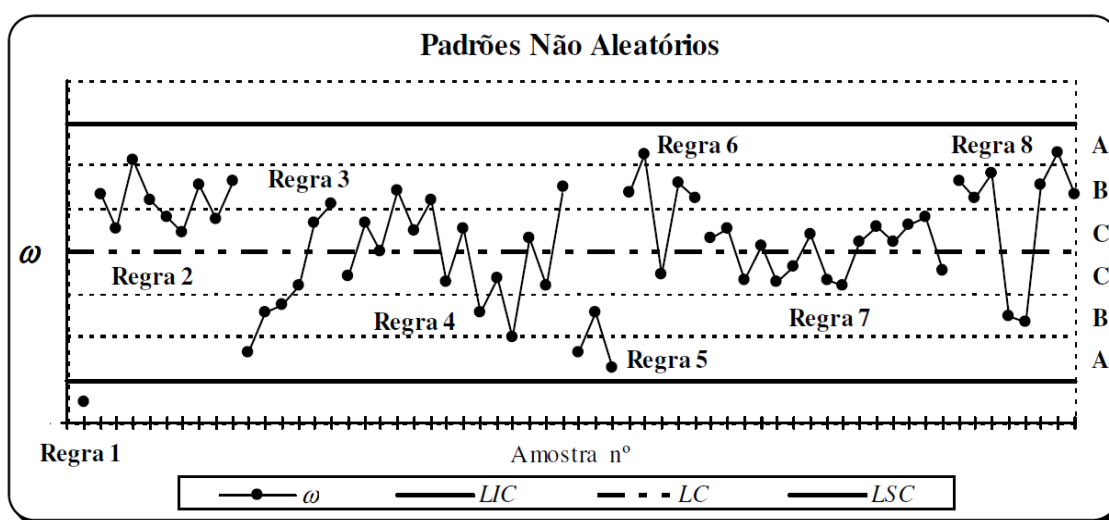 Padrões Não Aleatórios
Regra 6
Regra 8
A
Regra 3
B
C
ω
Regra 2
C
Regra 4
Regra 7
B
Regra 5
A
Regra 1
Amostra nº
ω LIC LC LSC